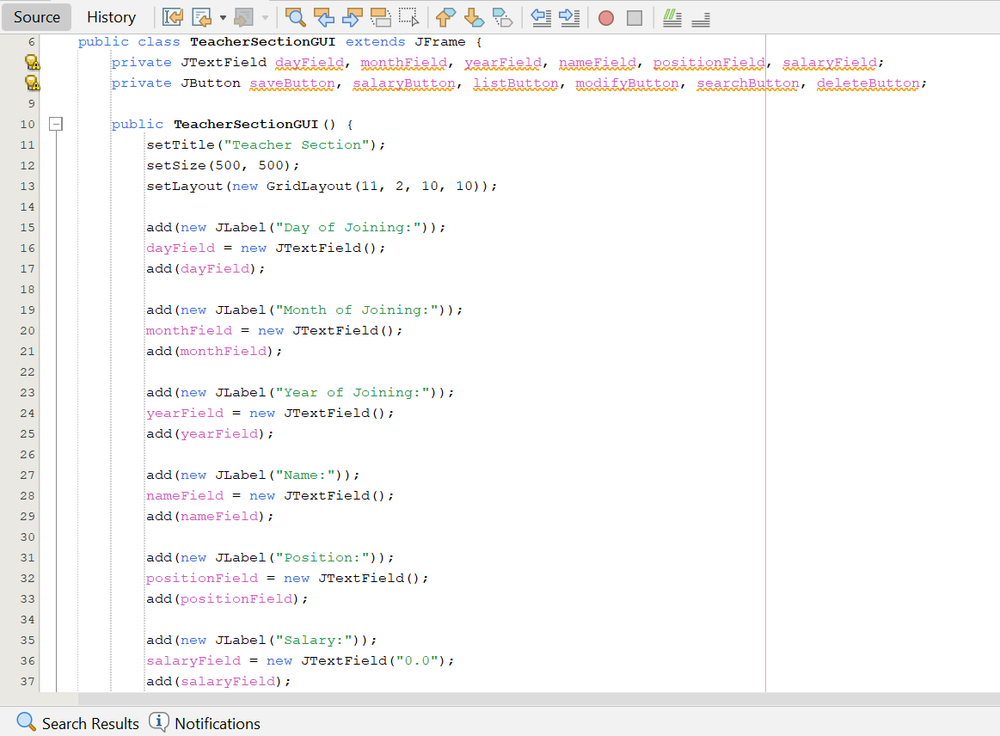 Source History
6 public class TeacherSectionGUI extends JFrame {
private JTextField dayField, monthField, yearField, nameField, positionField, salaryField;
private JButton saveButton, salaryButton, listButton, modifyButton, searchButton, deleteButton;
9
10 public TeacherSectionGUI() {
11 setTitle("Teacher Section");
12 setSize(500, 500);
13 setLayout(new GridLayout(11, 2, 10, 10));
14
15 add(new JLabel("Day of Joining:"));
16 dayField = new JTextField();
17 add(dayField);
18
19 add(new JLabel("Month of Joining:"));
20 monthField = new JTextField();
21 add(monthField);
22
23 add(new JLabel("Year of Joining:"));
24 yearField = new JTextField();
25 add(yearField);
26
27 add(new JLabel("Name:"));
28 nameField = new JTextField();
29 add(nameField);
30
31 add(new JLabel("Position:"));
32 positionField = new JTextField();
33 add(positionField);
34
35 add(new JLabel("Salary:"));
36 salaryField = new JTextField("0.0");
37 add(salaryField);
Search Results Notifications